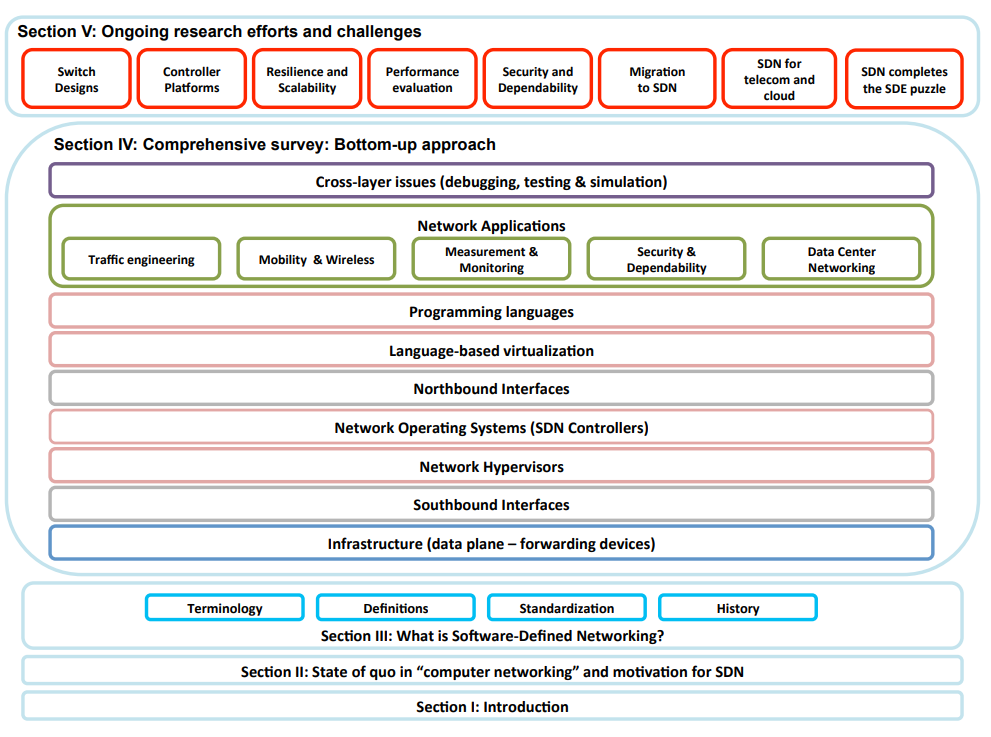 Section V: Ongoing research efforts and challenges
Switch
Designs
Controller
Platforms
Resilience and
Scalability
Performance
evaluation
Security and
Dependability
Migration
to SDN
SDN for
telecom and
cloud
SDN completes
the SDE puzzle
Section IV: Comprehensive survey: Bottom-up approach
Cross-layer issues (debugging, testing & simulation)
Network Applications
Traffic engineering
Mobility & Wireless
Measurement &
Monitoring
Security &
Dependability
Data Center
Networking
Programming languages
Language-based virtualization
Northbound Interfaces
Network Operating Systems (SDN Controllers)
Network Hypervisors
Southbound Interfaces
Infrastructure (data plane – forwarding devices)
Terminology
Definitions
Standardization
History
Section III: What is Software-Defined Networking?
Section II: State of quo in “computer networking” and motivation for SDN
Section I: Introduction